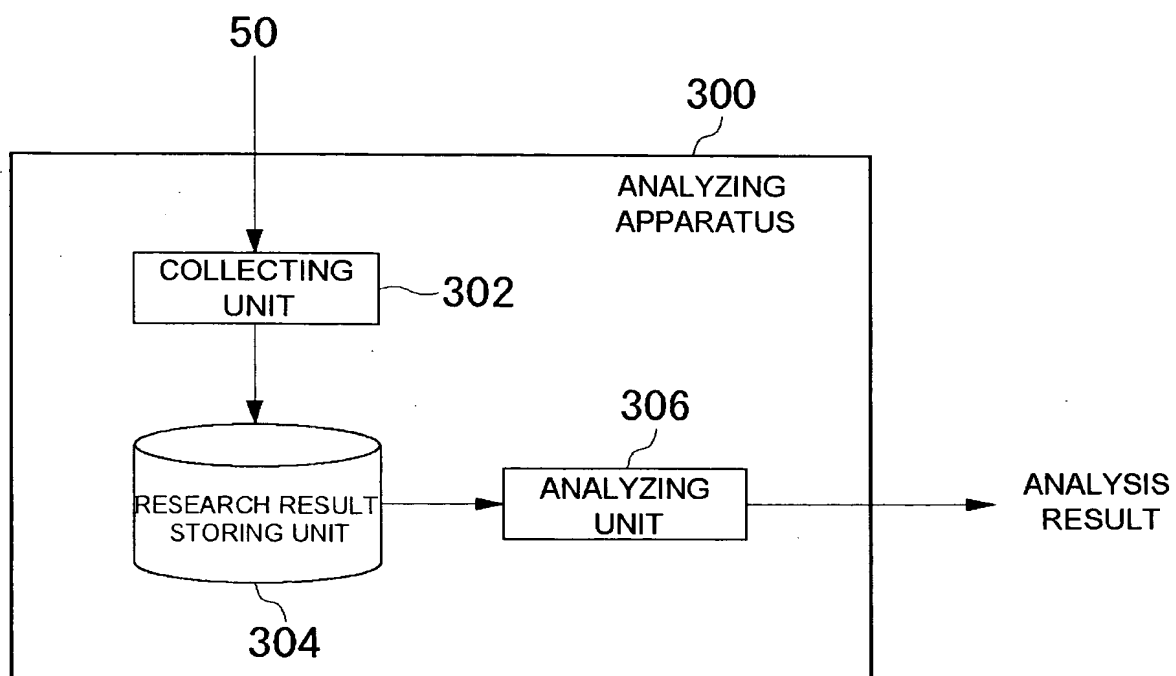 50
300
ANALYZING
APPARATUS
COLLECTING
UNIT
302
306
RESEARCH RESULT
STORING UNIT
ANALYZING
UNIT
ANALYSIS
RESULT
304